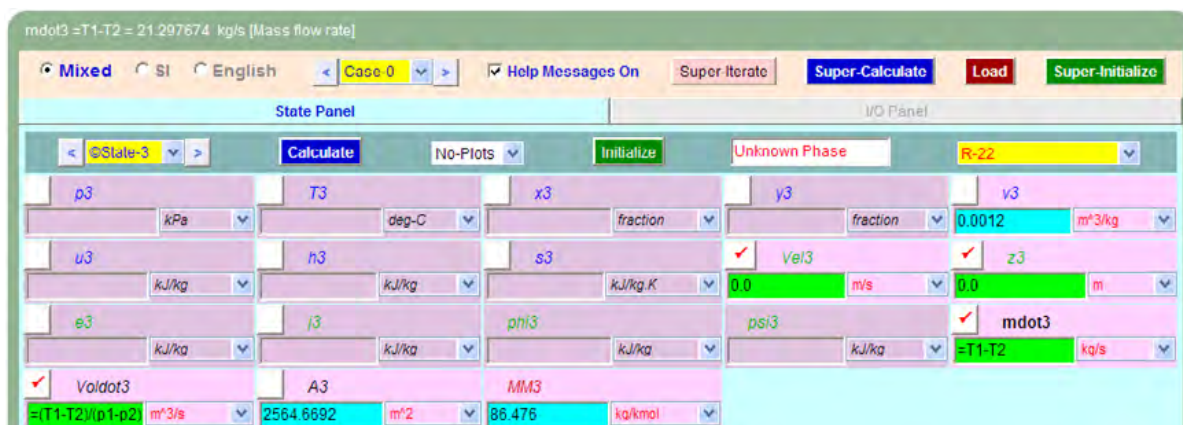 mdot3 =T1-T2 = 21.297674 kg/s [Mass flow rate]
Mixed SI English < Case-0 > Help Messages On Super-Iterate Super-Calculate Load Super-Initialize
State Panel I/O Panel
< ©State-3 > Calculate No-Plots Initialize Unknown Phase R-22
p3 T3 x3 y3 v3
kPa deg-C fraction fraction 0.0012 m^3/kg
u3 h3 s3 Vel3 z3
kJ/kg kJ/kg kJ/kg.K 0.0 m/s 0.0 m
e3 j3 phi3 psi3 mdot3
kJ/kg kJ/kg kJ/kg kJ/kg =T1-T2 kg/s
Voldot3 A3 MM3
=(T1-T2)/(p1-p2) m^3/s 2564.6692 m^2 86.476 kg/kmol